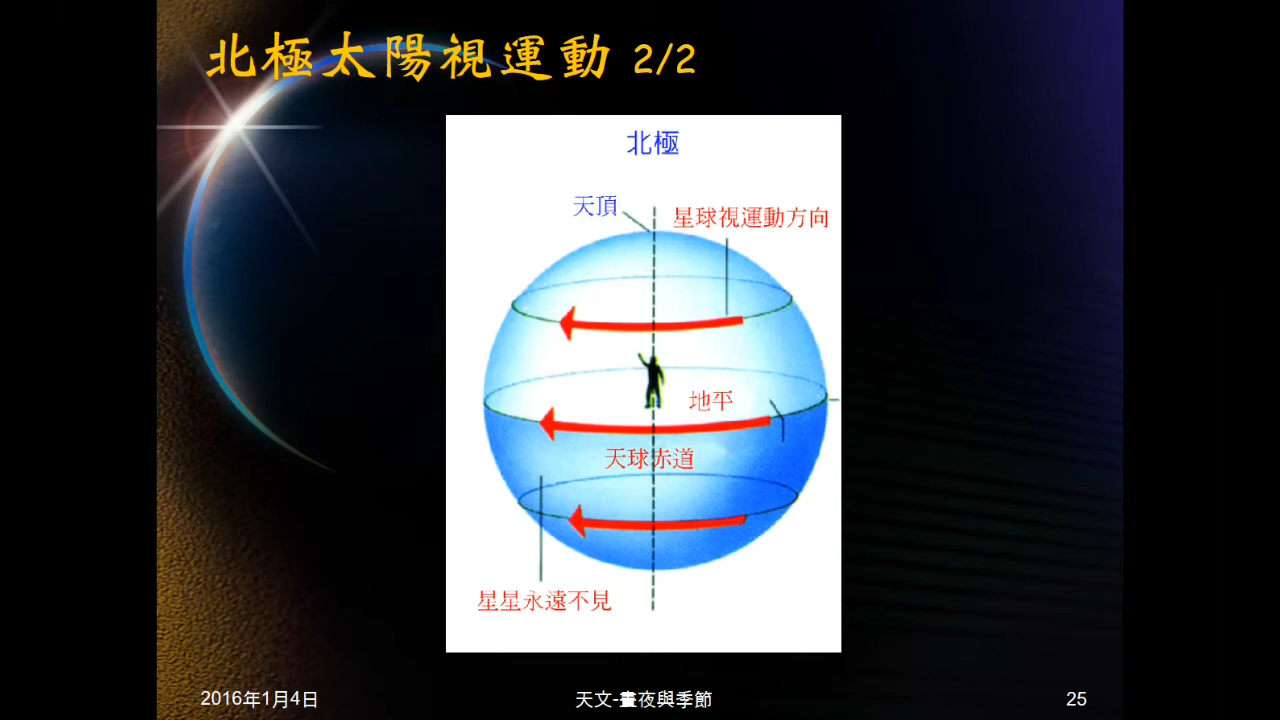 北極太陽視運動 2/2
北極
天頂
星球視運動方向
地平
天球赤道
星星永遠不見
2016年1月4日
天文-晝夜與季節
25